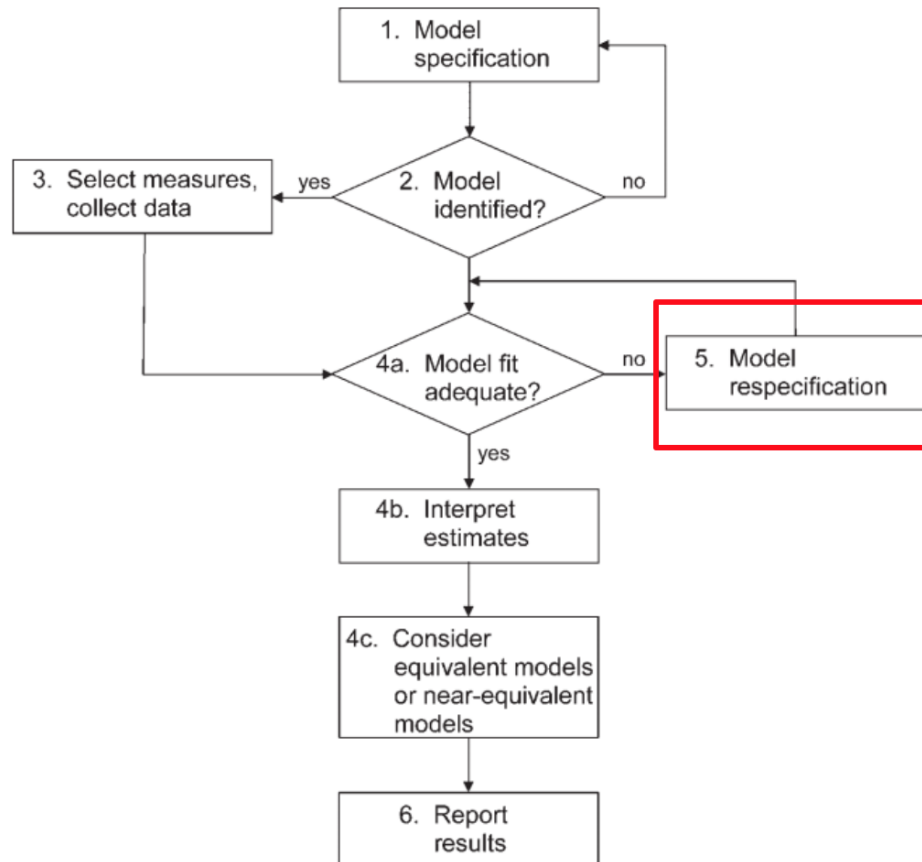 1. Model
specification
3. Select measures,
collect data
yes
2. Model
identified?
no
4a. Model fit
adequate?
no
5. Model
respecification
yes
4b. Interpret
estimates
4c. Consider
equivalent models
or near-equivalent
models
6. Report
results